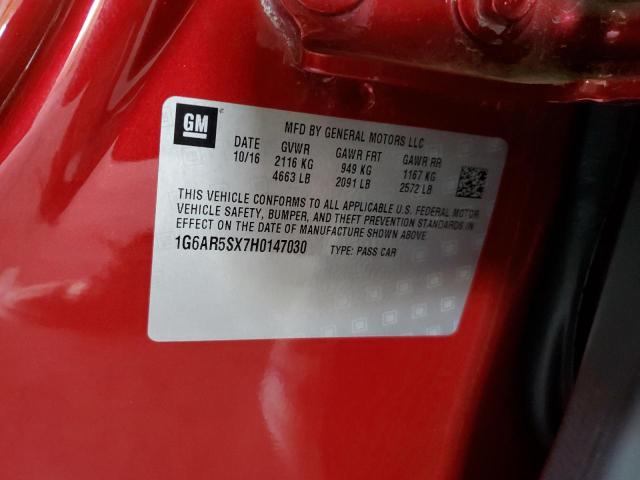 GM
MFD BY GENERAL MOTORS LLC
DATE GVWR GAWR FRT GAWR RR
10/16 2116 KG 949 KG 1167 KG
4663 LB 2091 LB 2572 LB
THIS VEHICLE CONFORMS TO ALL APPLICABLE U.S. FEDERAL MOTOR
VEHICLE SAFETY, BUMPER, AND THEFT PREVENTION STANDARDS IN
EFFECT ON THE DATE OF MANUFACTURE SHOWN ABOVE.
1G6AR5SX7H0147030 TYPE: PASS CAR